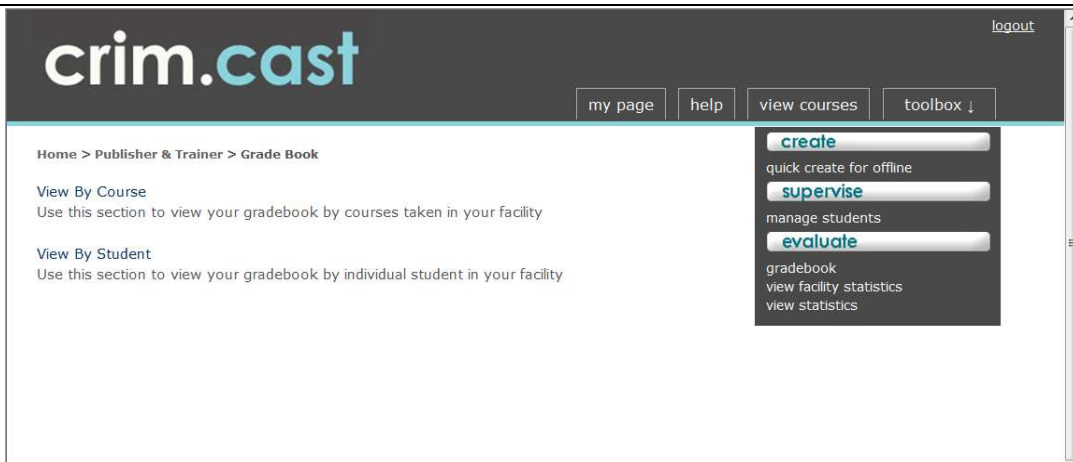 logout
crim.cast
my page
help
view courses
toolbox ↓
Home > Publisher & Trainer > Grade Book
View By Course
Use this section to view your gradebook by courses taken in your facility
View By Student
Use this section to view your gradebook by individual student in your facility
create
quick create for offline
supervise
manage students
evaluate
gradebook
view facility statistics
view statistics